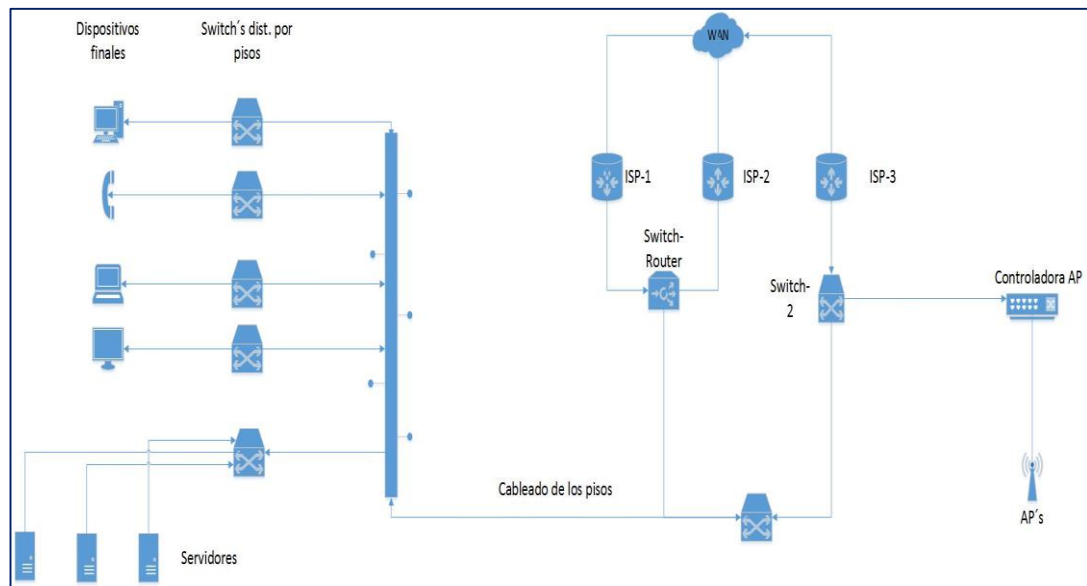 Dispositivos
finales
Switch´s dist. por
pisos
WAN
ISP-1
ISP-2
ISP-3
Switch-
Router
Switch-
2
Controladora AP
Cableado de los pisos
AP´s
Servidores